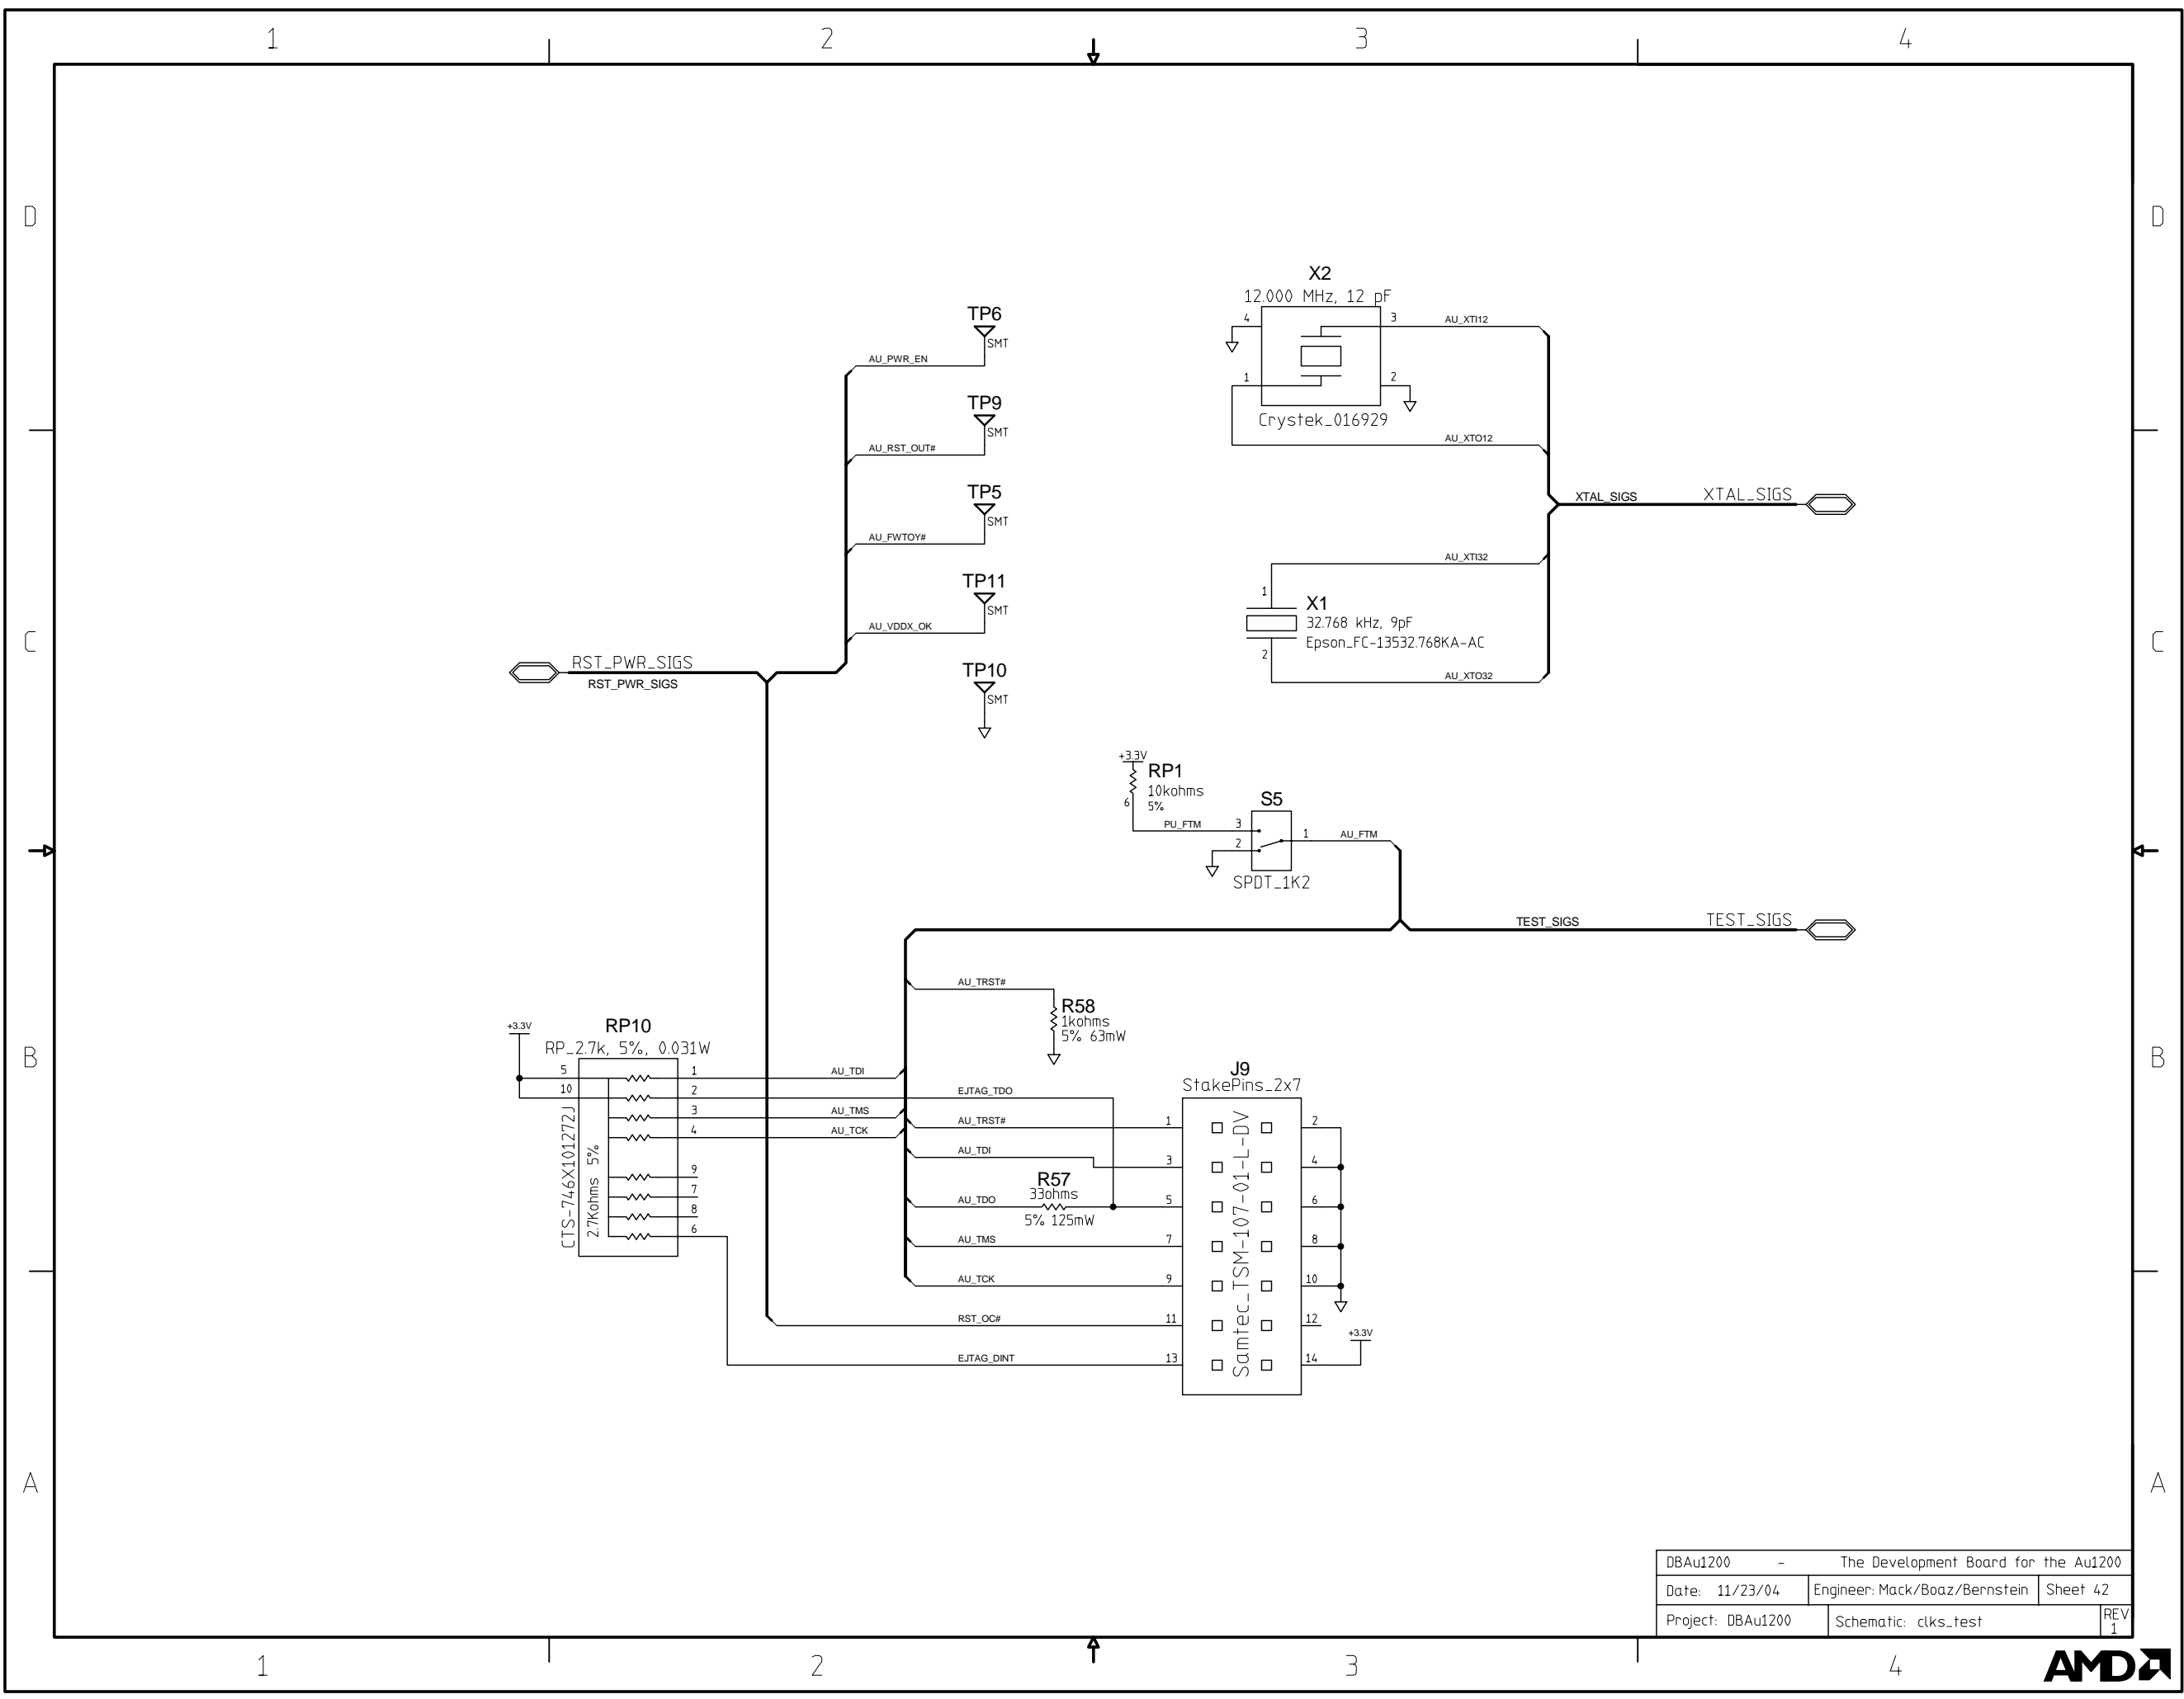 1 2 3 4
D D
X2
12.000 MHz, 12 pF
4 3 AU_XTI12
1 2
Crystek_016929
AU_XTO12
TP6
SMT
AU_PWR_EN
TP9
SMT
AU_RST_OUT#
TP5
SMT
AU_FWTOY#
TP11
SMT
AU_VDDX_OK
TP10
SMT
XTAL_SIGS XTAL_SIGS
AU_XTI32
1
X1
32.768 kHz, 9pF
Epson_FC-13532.768KA-AC
2
AU_XTO32
C C
RST_PWR_SIGS
RST_PWR_SIGS
+3.3V
RP1
10kohms
5%
6
PU_FTM
S5
3
2
1 AU_FTM
SPDT_1K2
TEST_SIGS TEST_SIGS
AU_TRST#
R58
1kohms
5% 63mW
B B
+3.3V
RP10
RP_2.7k, 5%, 0.031W
5 1 AU_TDI
10 2 EJTAG_TDO
3 AU_TMS
4 AU_TCK
9
7
8
6
CTS-746X101272J
2.7Kohms 5%
J9
StakePins_2x7
AU_TRST# 1 2
AU_TDI 3 4
R57
33ohms
AU_TDO 5 6
5% 125mW
AU_TMS 7 8
AU_TCK 9 10
RST_OC# 11 12
EJTAG_DINT 13 14
+3.3V
Samtec_TSM-107-01-L-DV
A A
DBAu1200 - The Development Board for the Au1200
Date: 11/23/04 Engineer: Mack/Boaz/Bernstein Sheet 42
Project: DBAu1200 Schematic: clks_test REV
1
1 2 3 4
AMD